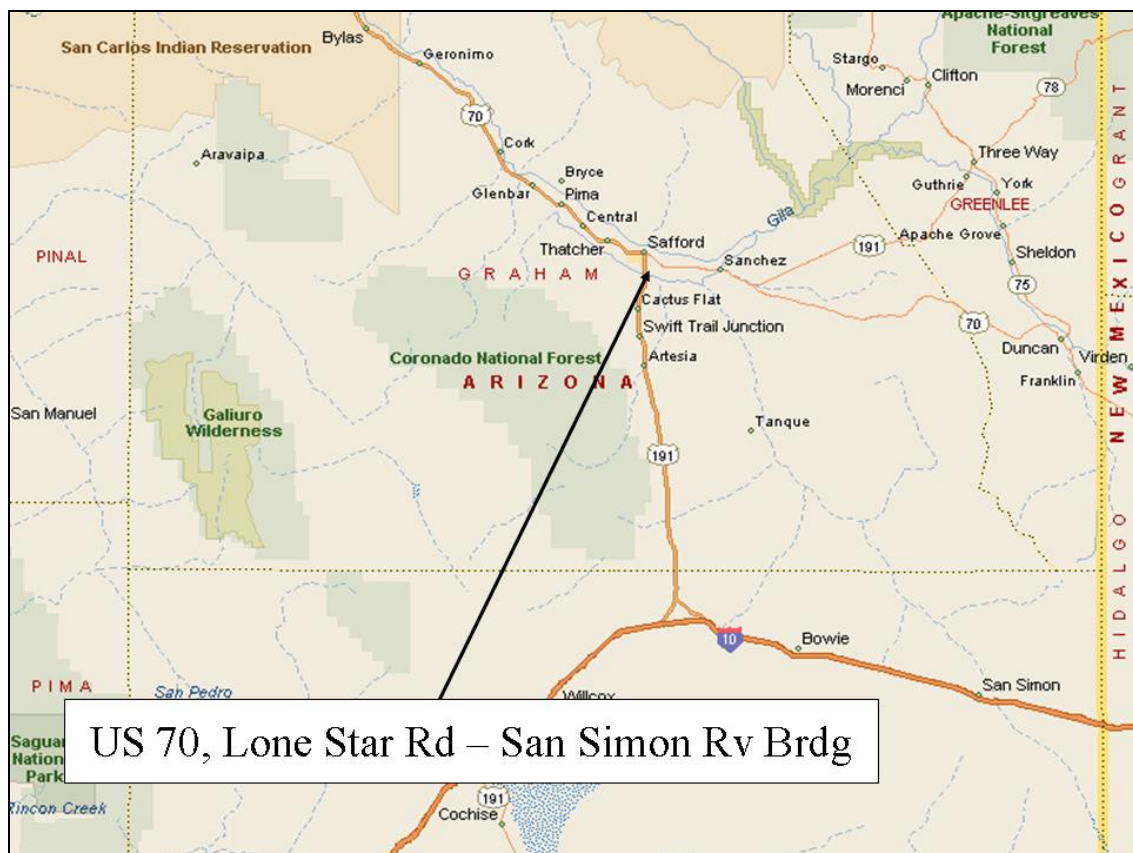 Apache-Sitgreaves
National
Forest
San Carlos Indian Reservation
Bylas
Geronimo
Stargo
Morenci
Clifton
78
70
Aravaipa
Cork
Bryce
Glenbar
Pima
Three Way
Guthrie
York
GREENLEE
Central
Gila
Apache Grove
Thatcher
Safford
191
Sheldon
PINAL
GRAHAM
Sanchez
75
Cactus Flat
70
Swift Trail Junction
Duncan
Virden
Coronado National Forest
Artesia
Franklin
ARIZONA
San Manuel
Galiuro
Wilderness
Tanque
191
NEW MEXICO
GRANT
HIDALGO
10
Bowie
PIMA
San Pedro
Willcox
San Simon
US 70, Lone Star Rd – San Simon Rv Brdg
Park
Rincon Creek
191
Cochise